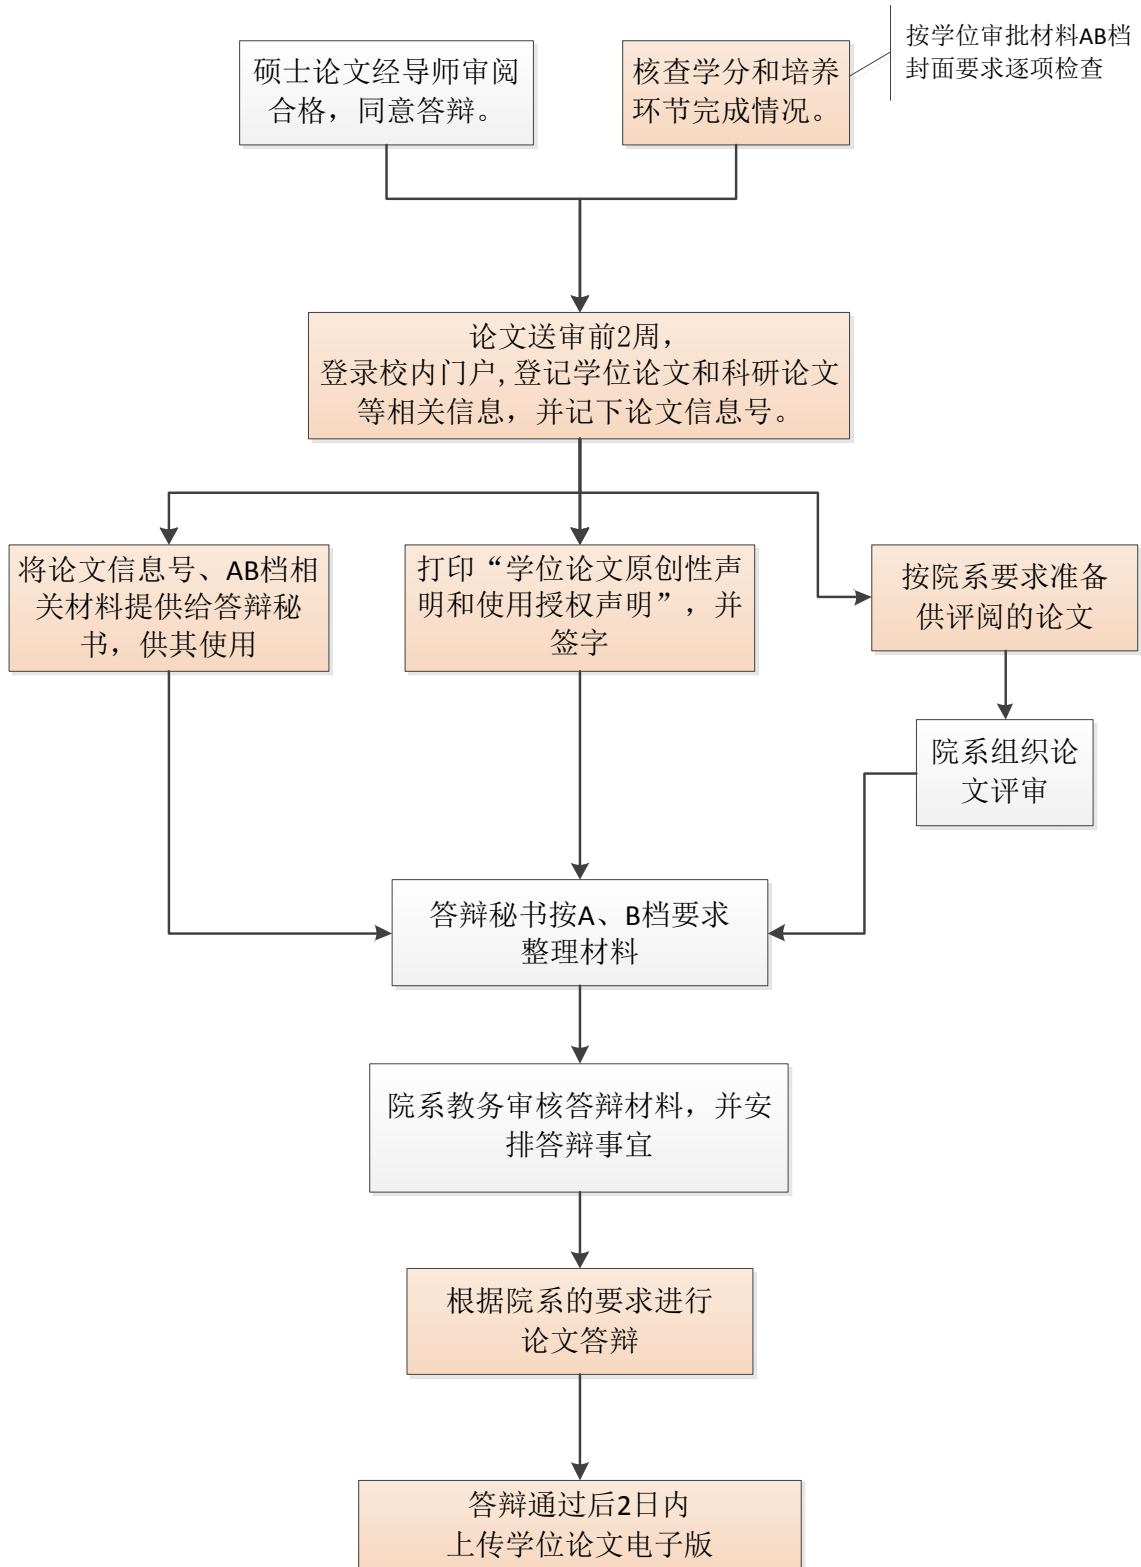 硕士论文经导师审阅
合格，同意答辩。
核查学分和培养
环节完成情况。
按学位审批材料AB档
封面要求逐项检查
论文送审前2周，
登录校内门户,登记学位论文和科研论文
等相关信息，并记下论文信息号。
将论文信息号、AB档相
关材料提供给答辩秘
书，供其使用
打印“学位论文原创性声
明和使用授权声明”，并
签字
按院系要求准备
供评阅的论文
院系组织论
文评审
答辩秘书按A、B档要求
整理材料
院系教务审核答辩材料，并安
排答辩事宜
根据院系的要求进行
论文答辩
答辩通过后2日内
上传学位论文电子版